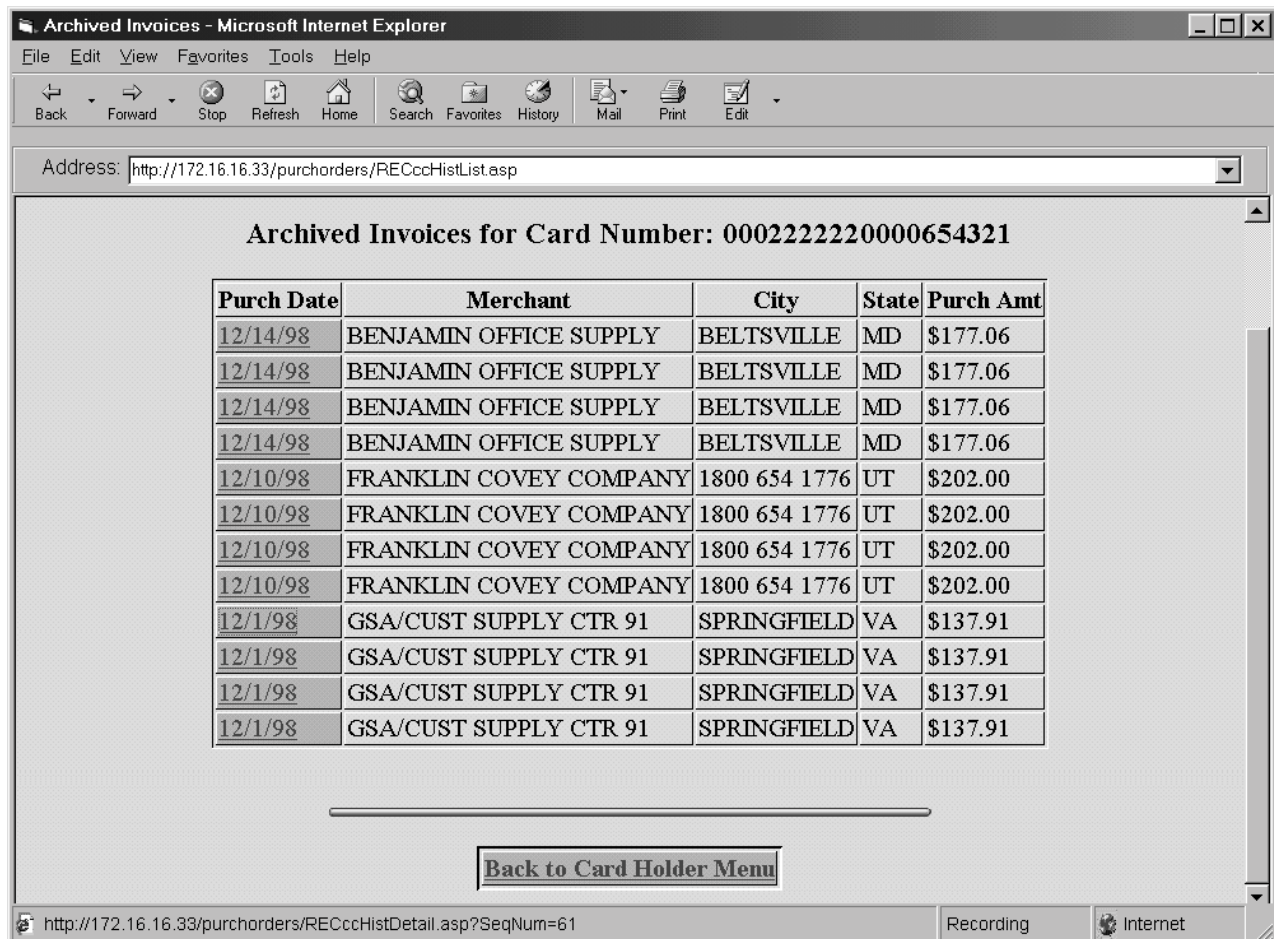 Archived Invoices - Microsoft Internet Explorer
File Edit View Favorites Tools Help
Back Forward Stop Refresh Home Search Favorites History Mail Print Edit
Address: http://172.16.16.33/purchorders/RECccHistList.asp
Archived Invoices for Card Number: 0002222220000654321
Purch Date Merchant City State Purch Amt
12/14/98 BENJAMIN OFFICE SUPPLY BELTSVILLE MD $177.06
12/14/98 BENJAMIN OFFICE SUPPLY BELTSVILLE MD $177.06
12/14/98 BENJAMIN OFFICE SUPPLY BELTSVILLE MD $177.06
12/14/98 BENJAMIN OFFICE SUPPLY BELTSVILLE MD $177.06
12/10/98 FRANKLIN COVEY COMPANY 1800 654 1776 UT $202.00
12/10/98 FRANKLIN COVEY COMPANY 1800 654 1776 UT $202.00
12/10/98 FRANKLIN COVEY COMPANY 1800 654 1776 UT $202.00
12/10/98 FRANKLIN COVEY COMPANY 1800 654 1776 UT $202.00
12/1/98 GSA/CUST SUPPLY CTR 91 SPRINGFIELD VA $137.91
12/1/98 GSA/CUST SUPPLY CTR 91 SPRINGFIELD VA $137.91
12/1/98 GSA/CUST SUPPLY CTR 91 SPRINGFIELD VA $137.91
12/1/98 GSA/CUST SUPPLY CTR 91 SPRINGFIELD VA $137.91
Back to Card Holder Menu
http://172.16.16.33/purchorders/RECccHistDetail.asp?SeqNum=61 Recording Internet